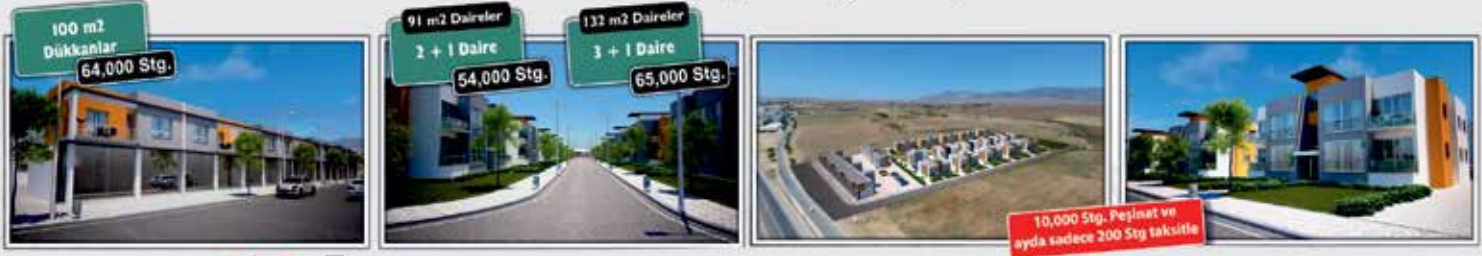 100 m2
Dükkanlar
64,000 Stg.
91 m2 Daireler
2 + 1 Daire
54,000 Stg.
132 m2 Daireler
3 + 1 Daire
65,000 Stg.
10,000 Stg. Peşinat ve
ayda sadece 200 Stg taksitle